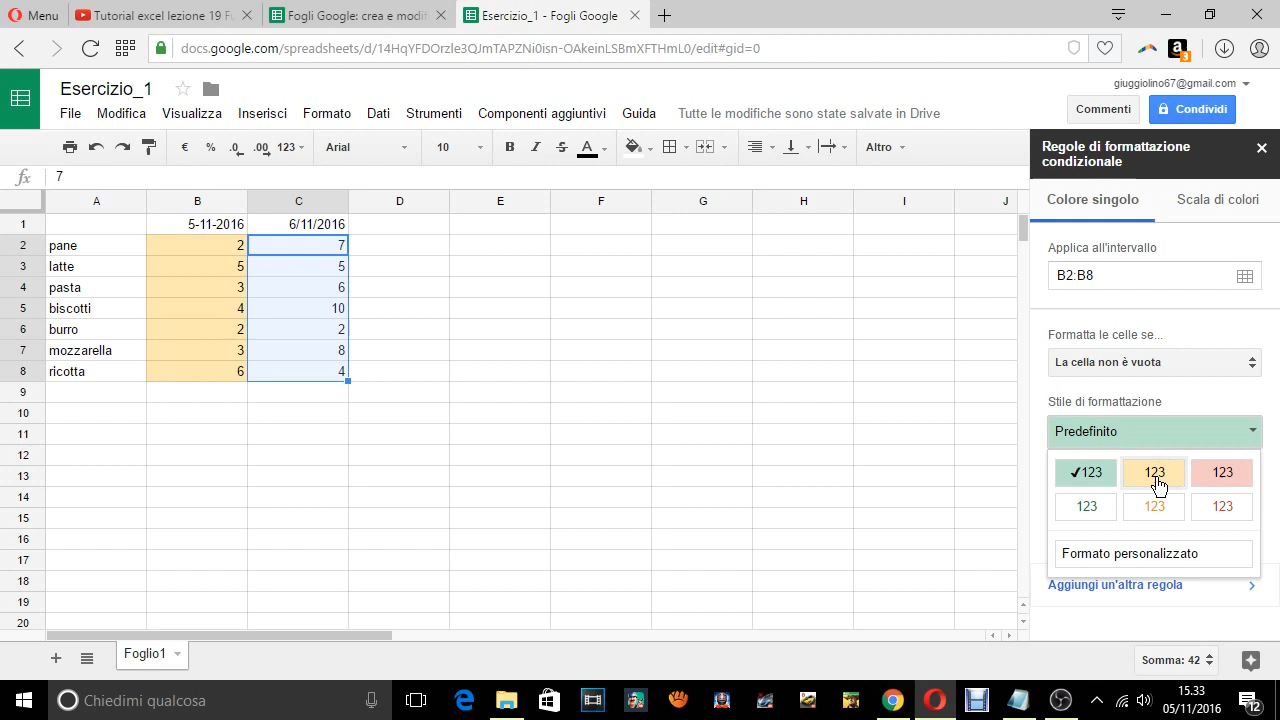 Menu
Tutorial excel lezione 19 Fu
Fogli Google: crea e modif
Esercizio_1 - Fogli Google
docs.google.com/spreadsheets/d/14HqYFDOrzIe3QJmTAPZNi0isn-OAkeinLSBmXFTHmL0/edit#gid=0
3
Esercizio_1
giuggiolino67@gmail.com
File Modifica Visualizza Inserisci Formato Dati Strumenti Componenti aggiuntivi Guida Tutte le modifiche sono state salvate in Drive
Commenti
Condividi
€ % .0 .00 123 Arial 10 B I S A Altro
fx 7
A B C D E F G H I J
1 5-11-2016 6/11/2016
2 pane 2 7
3 latte 5 5
4 pasta 3 6
5 biscotti 4 10
6 burro 2 2
7 mozzarella 3 8
8 ricotta 6 4
9
10
11
12
13
14
15
16
17
18
19
20
Regole di formattazione
condizionale
Colore singolo Scala di colori
Applica all'intervallo
B2:B8
Formatta le celle se...
La cella non è vuota
Stile di formattazione
Predefinito
✔123 123 123
123 123 123
Formato personalizzato
Aggiungi un'altra regola
Foglio1
Somma: 42
Chiedimi qualcosa
15.33
05/11/2016
12